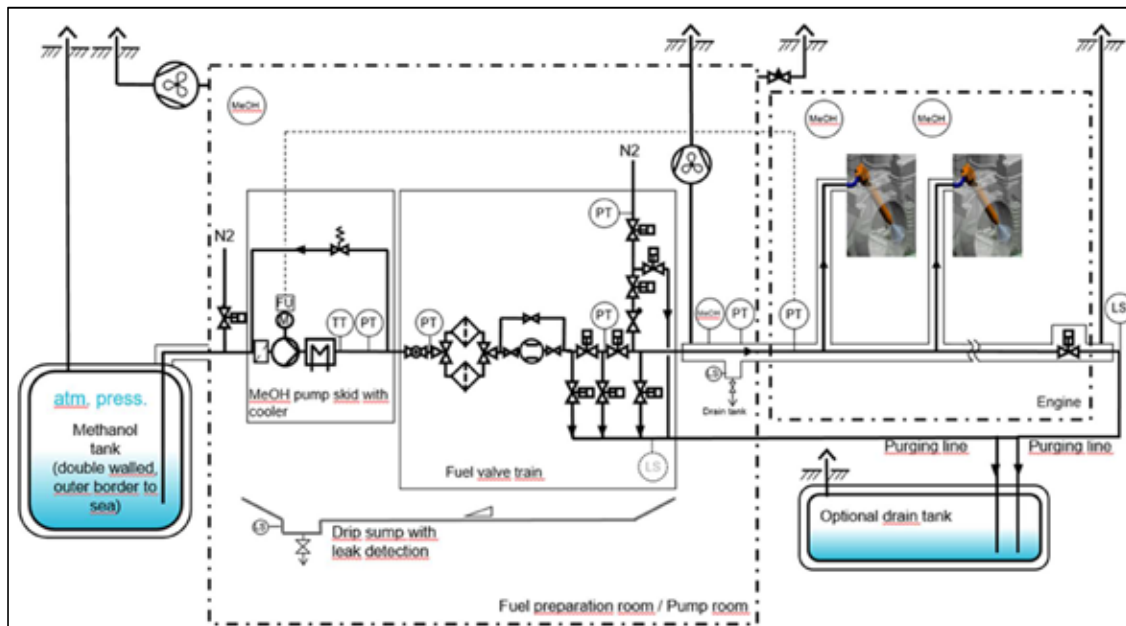 MeOH
MeOH
MeOH
N2
PT
N2
FU
M
TT
PT
PT
PT
MeOH
PT
PT
LS
atm. press.
Methanol
tank
(double walled,
outer border to
sea)
MeOH pump skid with
cooler
LS
Drain tank
Engine
Fuel valve train
LS
Purging line
Purging line
LS
Drip sump with
leak detection
Optional drain tank
Fuel preparation room / Pump room